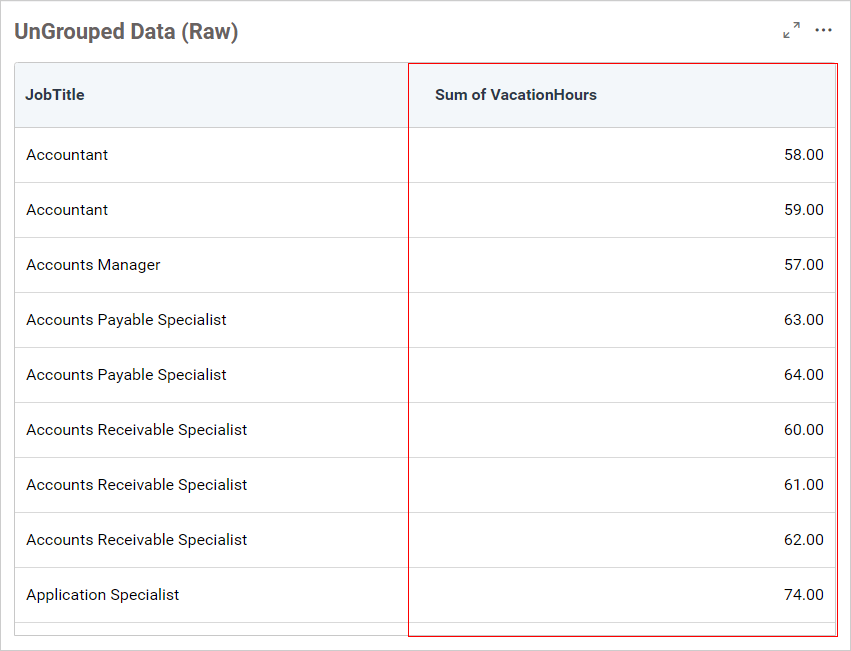 UnGrouped Data (Raw)
JobTitle Sum of VacationHours
Accountant 58.00
Accountant 59.00
Accounts Manager 57.00
Accounts Payable Specialist 63.00
Accounts Payable Specialist 64.00
Accounts Receivable Specialist 60.00
Accounts Receivable Specialist 61.00
Accounts Receivable Specialist 62.00
Application Specialist 74.00